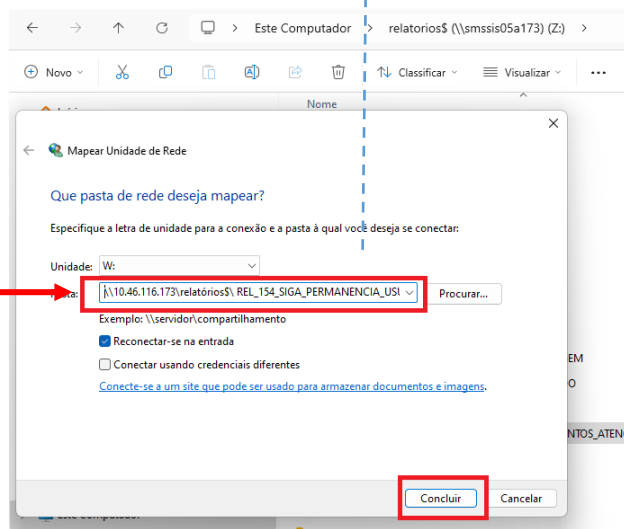 Este Computador > relatorios$ (\\smssis05a173) (Z:) >
Novo Classificar Visualizar ...
Nome
Mapear Unidade de Rede
Que pasta de rede deseja mapear?
Especifique a letra de unidade para a conexão e a pasta à qual você deseja se conectar:
Unidade: W:
\\10.46.116.173\relatórios$\ REL_154_SIGA_PERMANENCIA_USU Procurar...
Exemplo: \\servidor\compartilhamento
Reconectar-se na entrada
Conectar usando credenciais diferentes
EM
Conecte-se a um site que pode ser usado para armazenar documentos e imagens.
O
NTOS_ATEN
Concluir Cancelar